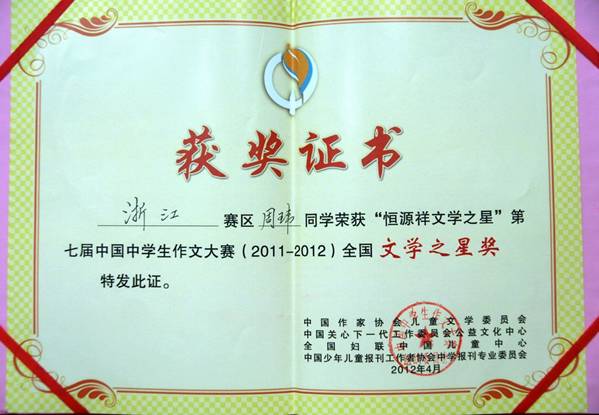 获奖证书
浙江 赛区 周玮 同学荣获“恒源祥文学之星”第
七届中国中学生作文大赛（2011-2012）全国 文学之星奖
特发此证。
中国作家协会儿童文学委员会
中国关心下一代工作委员会公益文化中心
全国妇联中国儿童中心
中国少年儿童报刊工作者协会中学报刊专业委员会
2012年4月